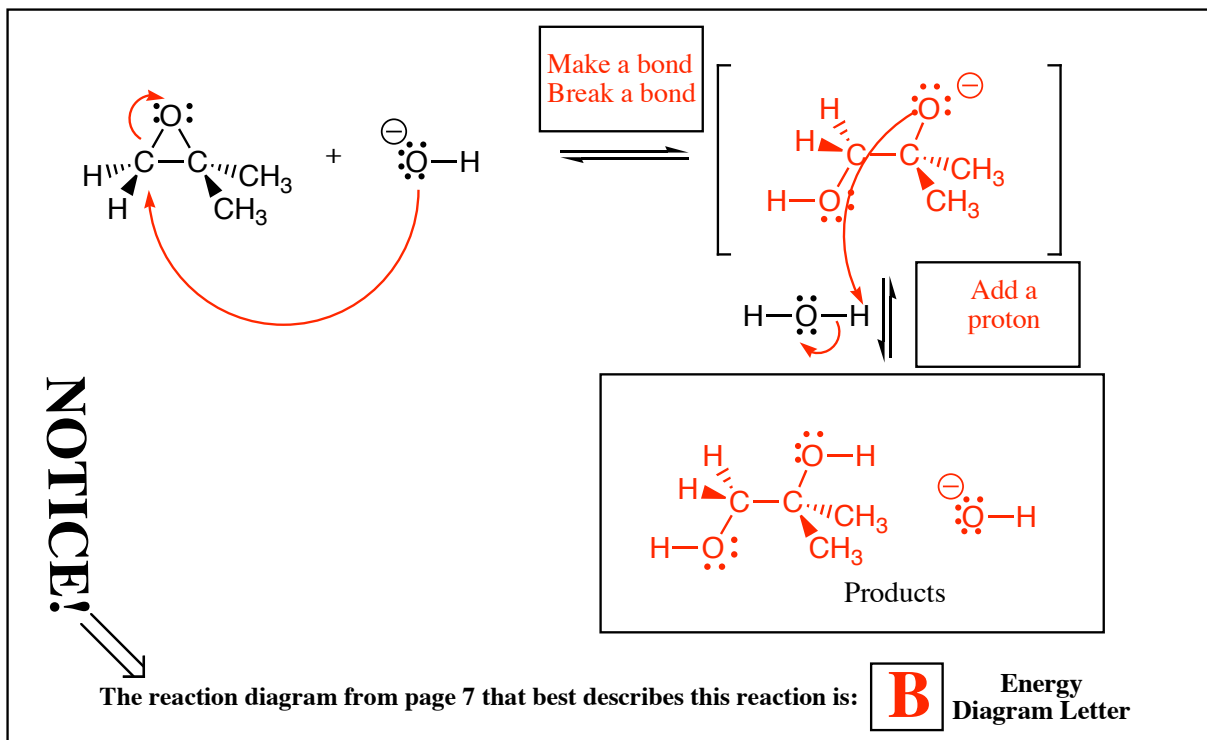 Make a bond
Break a bond
O
C C
H H CH3 CH3
+
O H
H H
C C
O
H O
CH3
CH3
H O H
Add a
proton
H H
C C
O H
H O
CH3
CH3
O H
Products
NOTICE!
The reaction diagram from page 7 that best describes this reaction is:
B
Energy
Diagram Letter